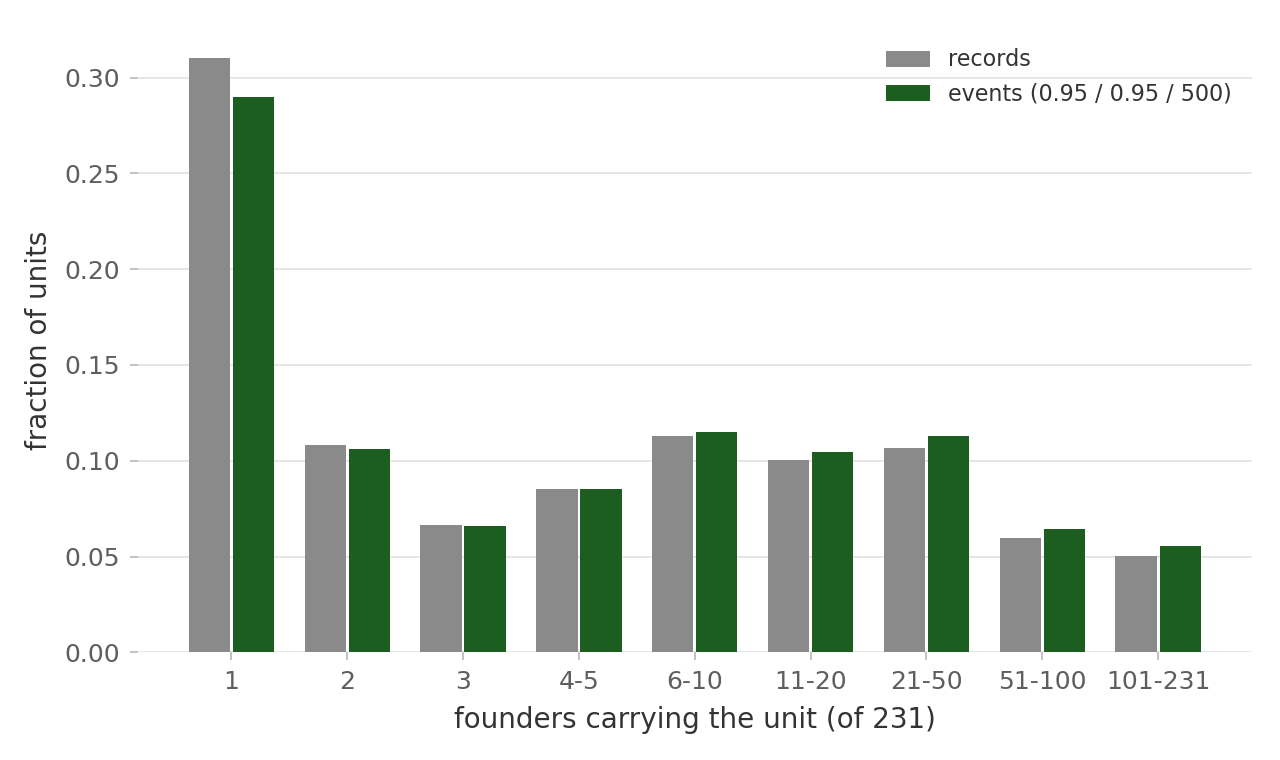 records
events (0.95 / 0.95 / 500)
fraction of units
0.30
0.25
0.20
0.15
0.10
0.05
0.00
1 2 3 4-5 6-10 11-20 21-50 51-100 101-231
founders carrying the unit (of 231)